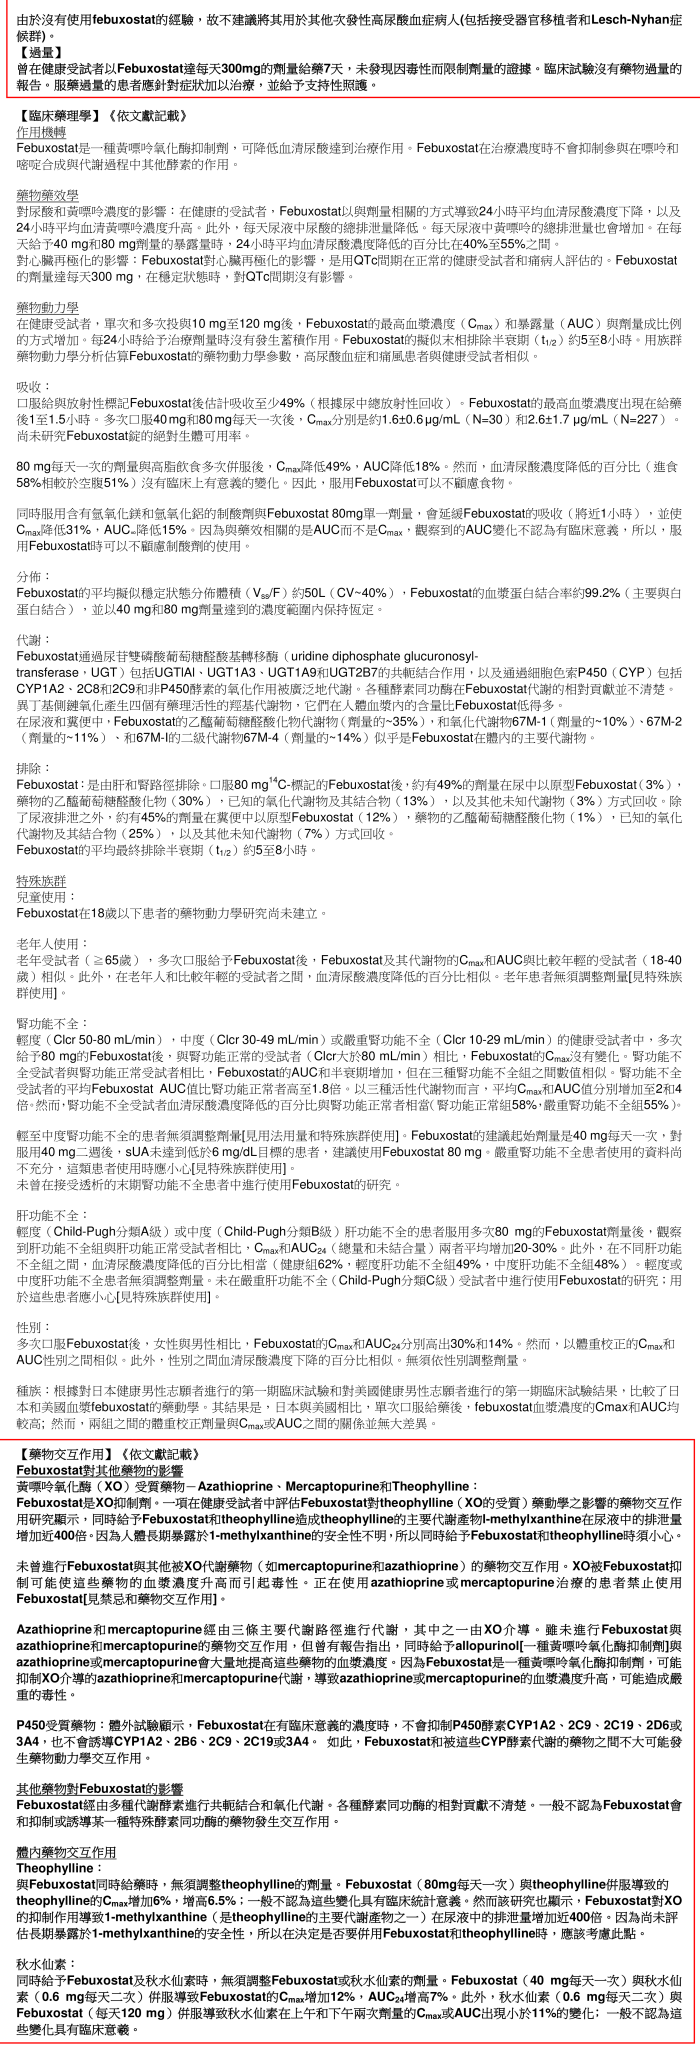 由於沒有使用febuxostat的經驗，故不建議將其用於其他次發性高尿酸血症病人(包括接受器官移植者和Lesch-Nyhan症
候群)。
【過量】
曾在健康受試者以Febuxostat達每天300mg的劑量給藥7天，未發現因毒性而限制劑量的證據。臨床試驗沒有藥物過量的
報告。服藥過量的患者應針對症狀加以治療，並給予支持性照護。
【臨床藥理學】《依文獻記載》
作用機轉
Febuxostat是一種黃嘌呤氧化酶抑制劑，可降低血清尿酸達到治療作用。Febuxostat在治療濃度時不會抑制參與在嘌呤和
嘧啶合成與代謝過程中其他酵素的作用。
藥物藥效學
對尿酸和黃嘌呤濃度的影響：在健康的受試者，Febuxostat以與劑量相關的方式導致24小時平均血清尿酸濃度下降，以及
24小時平均血清黃嘌呤濃度升高。此外，每天尿液中尿酸的總排泄量降低。每天尿液中黃嘌呤的總排泄量也會增加。在每
天給予40 mg和80 mg劑量的暴露量時，24小時平均血清尿酸濃度降低的百分比在40%至55%之間。
對心臟再極化的影響：Febuxostat對心臟再極化的影響，是用QTc間期在正常的健康受試者和痛病人評估的。Febuxostat
的劑量達每天300 mg，在穩定狀態時，對QTc間期沒有影響。
藥物動力學
在健康受試者，單次和多次投與10 mg至120 mg後，Febuxostat的最高血漿濃度（Cmax）和暴露量（AUC）與劑量成比例
的方式增加。每24小時給予治療劑量時沒有發生蓄積作用。Febuxostat的擬似末相排除半衰期（t1/2）約5至8小時。用族群
藥物動力學分析估算Febuxostat的藥物動力學參數，高尿酸血症和痛風患者與健康受試者相似。
吸收：
口服給與放射性標記Febuxostat後估計吸收至少49%（根據尿中總放射性回收）。Febuxostat的最高血漿濃度出現在給藥
後1至1.5小時。多次口服40 mg和80 mg每天一次後，Cmax分別是約1.6±0.6 μg/mL（N=30）和2.6±1.7 μg/mL（N=227）。
尚未研究Febuxostat錠的絕對生體可用率。
80 mg每天一次的劑量與高脂飲食多次併服後，Cmax降低49%，AUC降低18%。然而，血清尿酸濃度降低的百分比（進食
58%相較於空腹51%）沒有臨床上有意義的變化。因此，服用Febuxostat可以不顧慮食物。
同時服用含有氫氧化鎂和氫氧化鋁的制酸劑與Febuxostat 80mg單一劑量，會延緩Febuxostat的吸收（將近1小時），並使
Cmax降低31%，AUC∞降低15%。因為與藥效相關的是AUC而不是Cmax，觀察到的AUC變化不認為有臨床意義，所以，服
用Febuxostat時可以不顧慮制酸劑的使用。
分佈：
Febuxostat的平均擬似穩定狀態分佈體積（Vss/F）約50L（CV~40%），Febuxostat的血漿蛋白結合率約99.2%（主要與白
蛋白結合），並以40 mg和80 mg劑量達到的濃度範圍內保持恆定。
代謝：
Febuxostat通過尿苷雙磷酸葡萄糖醛酸基轉移酶（uridine diphosphate glucuronosyl-
transferase，UGT）包括UGTIAI、UGT1A3、UGT1A9和UGT2B7的共軛結合作用，以及通過細胞色索P450（CYP）包括
CYP1A2、2C8和2C9和非P450酵素的氧化作用被廣泛地代謝。各種酵素同功酶在Febuxostat代謝的相對貢獻並不清楚。
異丁基側鏈氧化產生四個有藥理活性的羥基代謝物，它們在人體血漿內的含量比Febuxostat低得多。
在尿液和糞便中，Febuxostat的乙醯葡萄糖醛酸化物代謝物（劑量的~35%），和氧化代謝物67M-1（劑量的~10%）、67M-2
（劑量的~11%）、和67M-l的二級代謝物67M-4（劑量的~14%）似乎是Febuxostat在體內的主要代謝物。
排除：
Febuxostat：是由肝和腎路徑排除。口服80 mg14C-標記的Febuxostat後，約有49%的劑量在尿中以原型Febuxostat（3%），
藥物的乙醯葡萄糖醛酸化物（30%），已知的氧化代謝物及其結合物（13%），以及其他未知代謝物（3%）方式回收。除
了尿液排泄之外，約有45%的劑量在糞便中以原型Febuxostat（12%），藥物的乙醯葡萄糖醛酸化物（1%），已知的氧化
代謝物及其結合物（25%），以及其他未知代謝物（7%）方式回收。
Febuxostat的平均最終排除半衰期（t1/2）約5至8小時。
特殊族群
兒童使用：
Febuxostat在18歲以下患者的藥物動力學研究尚未建立。
老年人使用：
老年受試者（≧65歲），多次口服給予Febuxostat後，Febuxostat及其代謝物的Cmax和AUC與比較年輕的受試者（18-40
歲）相似。此外，在老年人和比較年輕的受試者之間，血清尿酸濃度降低的百分比相似。老年患者無須調整劑量[見特殊族
群使用]。
腎功能不全：
輕度（Clcr 50-80 mL/min），中度（Clcr 30-49 mL/min）或嚴重腎功能不全（Clcr 10-29 mL/min）的健康受試者中，多次
給予80 mg的Febuxostat後，與腎功能正常的受試者（Clcr大於80 mL/min）相比，Febuxostat的Cmax沒有變化。腎功能不
全受試者與腎功能正常受試者相比，Febuxostat的AUC和半衰期增加，但在三種腎功能不全組之間數值相似。腎功能不全
受試者的平均Febuxostat AUC值比腎功能正常者高至1.8倍。以三種活性代謝物而言，平均Cmax和AUC值分別增加至2和4
倍。然而，腎功能不全受試者血清尿酸濃度降低的百分比與腎功能正常者相當（腎功能正常組58%，嚴重腎功能不全組55%）。
輕至中度腎功能不全的患者無須調整劑量[見用法用量和特殊族群使用]。Febuxostat的建議起始劑量是40 mg每天一次，對
服用40 mg二週後，sUA未達到低於6 mg/dL目標的患者，建議使用Febuxostat 80 mg。嚴重腎功能不全患者使用的資料尚
不充分，這類患者使用時應小心[見特殊族群使用]。
未曾在接受透析的末期腎功能不全患者中進行使用Febuxostat的研究。
肝功能不全：
輕度（Child-Pugh分類A級）或中度（Child-Pugh分類B級）肝功能不全的患者服用多次80 mg的Febuxostat劑量後，觀察
到肝功能不全組與肝功能正常受試者相比，Cmax和AUC24（總量和未結合量）兩者平均增加20-30%。此外，在不同肝功能
不全組之間，血清尿酸濃度降低的百分比相當（健康組62%，輕度肝功能不全組49%，中度肝功能不全組48%）。輕度或
中度肝功能不全患者無須調整劑量。未在嚴重肝功能不全（Child-Pugh分類C級）受試者中進行使用Febuxostat的研究；用
於這些患者應小心[見特殊族群使用]。
性別：
多次口服Febuxostat後，女性與男性相比，Febuxostat的Cmax和AUC24分別高出30%和14%。然而，以體重校正的Cmax和
AUC性別之間相似。此外，性別之間血清尿酸濃度下降的百分比相似。無須依性別調整劑量。
種族：根據對日本健康男性志願者進行的第一期臨床試驗和對美國健康男性志願者進行的第一期臨床試驗結果，比較了日
本和美國血漿febuxostat的藥動學。其結果是，日本與美國相比，單次口服給藥後，febuxostat血漿濃度的Cmax和AUC均
較高; 然而，兩組之間的體重校正劑量與Cmax或AUC之間的關係並無大差異。
【藥物交互作用】《依文獻記載》
Febuxostat對其他藥物的影響
黃嘌呤氧化酶（XO）受質藥物－Azathioprine、Mercaptopurine和Theophylline：
Febuxostat是XO抑制劑。一項在健康受試者中評估Febuxostat對theophylline（XO的受質）藥動學之影響的藥物交互作
用研究顯示，同時給予Febuxostat和theophylline造成theophylline的主要代謝產物l-methylxanthine在尿液中的排泄量
增加近400倍。因為人體長期暴露於1-methylxanthine的安全性不明，所以同時給予Febuxostat和theophylline時須小心。
未曾進行Febuxostat與其他被XO代謝藥物（如mercaptopurine和azathioprine）的藥物交互作用。XO被Febuxostat抑
制可能使這些藥物的血漿濃度升高而引起毒性。正在使用azathioprine或mercaptopurine治療的患者禁止使用
Febuxostat[見禁忌和藥物交互作用]。
Azathioprine和mercaptopurine經由三條主要代謝路徑進行代謝，其中之一由XO介導。雖未進行Febuxostat與
azathioprine和mercaptopurine的藥物交互作用，但曾有報告指出，同時給予allopurinol[一種黃嘌呤氧化酶抑制劑]與
azathioprine或mercaptopurine會大量地提高這些藥物的血漿濃度。因為Febuxostat是一種黃嘌呤氧化酶抑制劑，可能
抑制XO介導的azathioprine和mercaptopurine代謝，導致azathioprine或mercaptopurine的血漿濃度升高，可能造成嚴
重的毒性。
P450受質藥物：體外試驗顯示，Febuxostat在有臨床意義的濃度時，不會抑制P450酵素CYP1A2、2C9、2C19、2D6或
3A4，也不會誘導CYP1A2、2B6、2C9、2C19或3A4。 如此，Febuxostat和被這些CYP酵素代謝的藥物之間不大可能發
生藥物動力學交互作用。
其他藥物對Febuxostat的影響
Febuxostat經由多種代謝酵素進行共軛結合和氧化代謝。各種酵素同功酶的相對貢獻不清楚。一般不認為Febuxostat會
和抑制或誘導某一種特殊酵素同功酶的藥物發生交互作用。
體內藥物交互作用
Theophylline：
與Febuxostat同時給藥時，無須調整theophylline的劑量。Febuxostat（80mg每天一次）與theophylline併服導致的
theophylline的Cmax增加6%，增高6.5%；一般不認為這些變化具有臨床統計意義。然而該研究也顯示，Febuxostat對XO
的抑制作用導致1-methylxanthine（是theophylline的主要代謝產物之一）在尿液中的排泄量增加近400倍。因為尚未評
估長期暴露於1-methylxanthine的安全性，所以在決定是否要併用Febuxostat和theophylline時，應該考慮此點。
秋水仙素：
同時給予Febuxostat及秋水仙素時，無須調整Febuxostat或秋水仙素的劑量。Febuxostat（40 mg每天一次）與秋水仙
素（0.6 mg每天二次）併服導致Febuxostat的Cmax增加12%，AUC24增高7%。此外，秋水仙素（0.6 mg每天二次）與
Febuxostat（每天120 mg）併服導致秋水仙素在上午和下午兩次劑量的Cmax或AUC出現小於11%的變化；一般不認為這
些變化具有臨床意義。